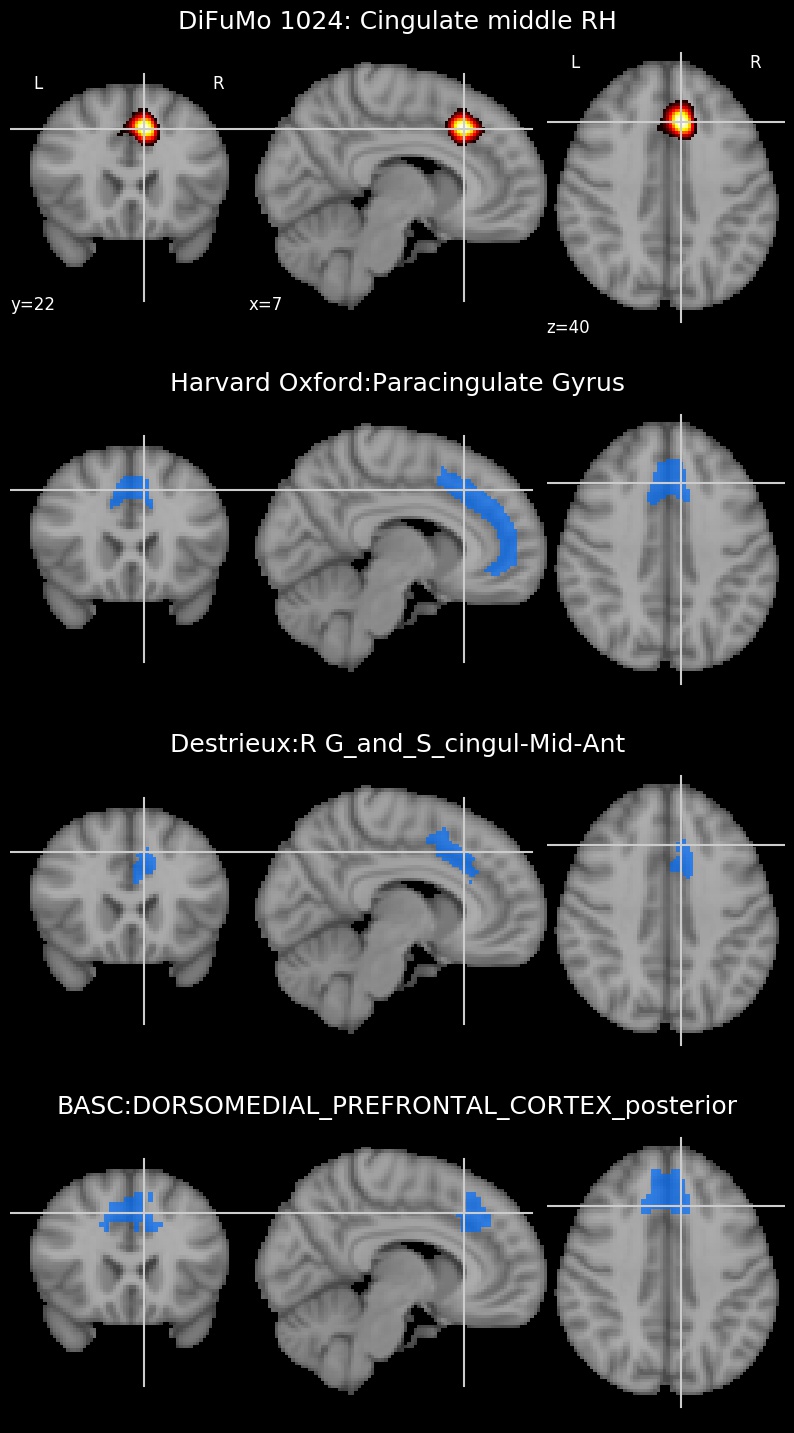 DiFuMo 1024: Cingulate middle RH
L R L R
y=22 x=7 z=40
Harvard Oxford:Paracingulate Gyrus
Destrieux:R G_and_S_cingul-Mid-Ant
BASC:DORSOMEDIAL_PREFRONTAL_CORTEX_posterior